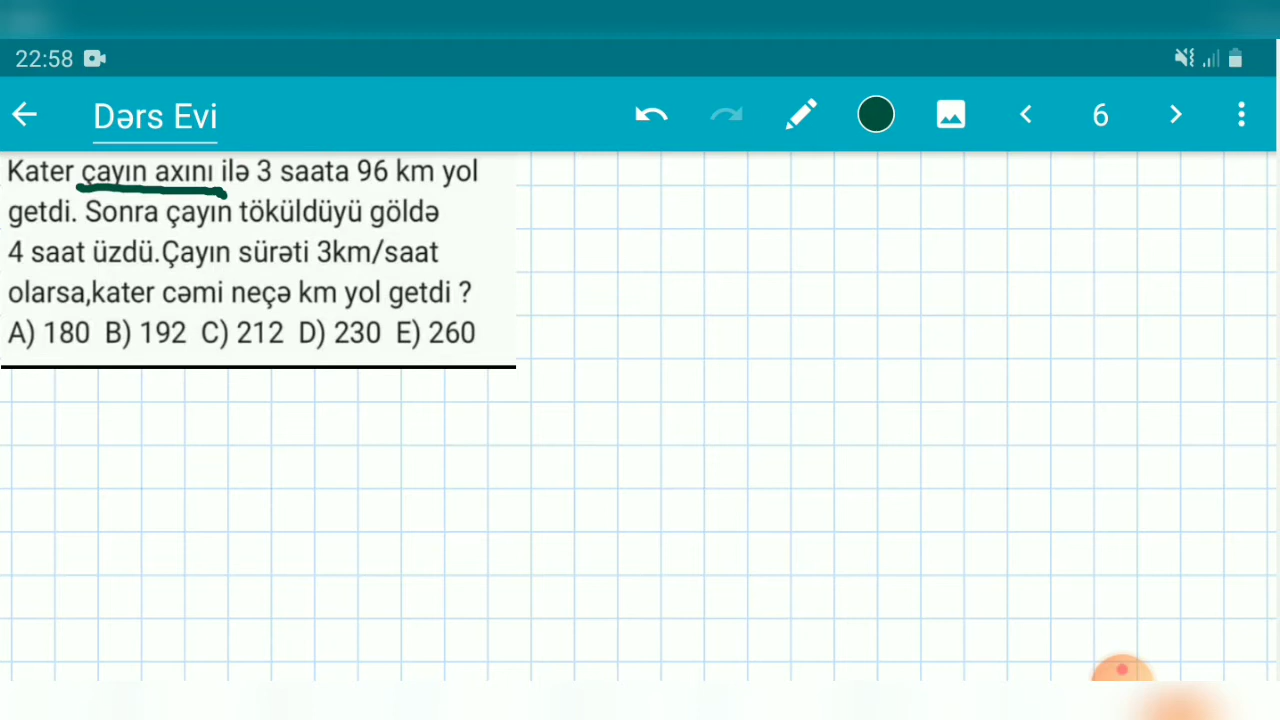 22:58
Dərs Evi
6
Kater çayın axını ilə 3 saata 96 km yol
getdi. Sonra çayın töküldüyü göldə
4 saat üzdü.Çayın sürəti 3km/saat
olarsa,kater cəmi neçə km yol getdi ?
A) 180 B) 192 C) 212 D) 230 E) 260